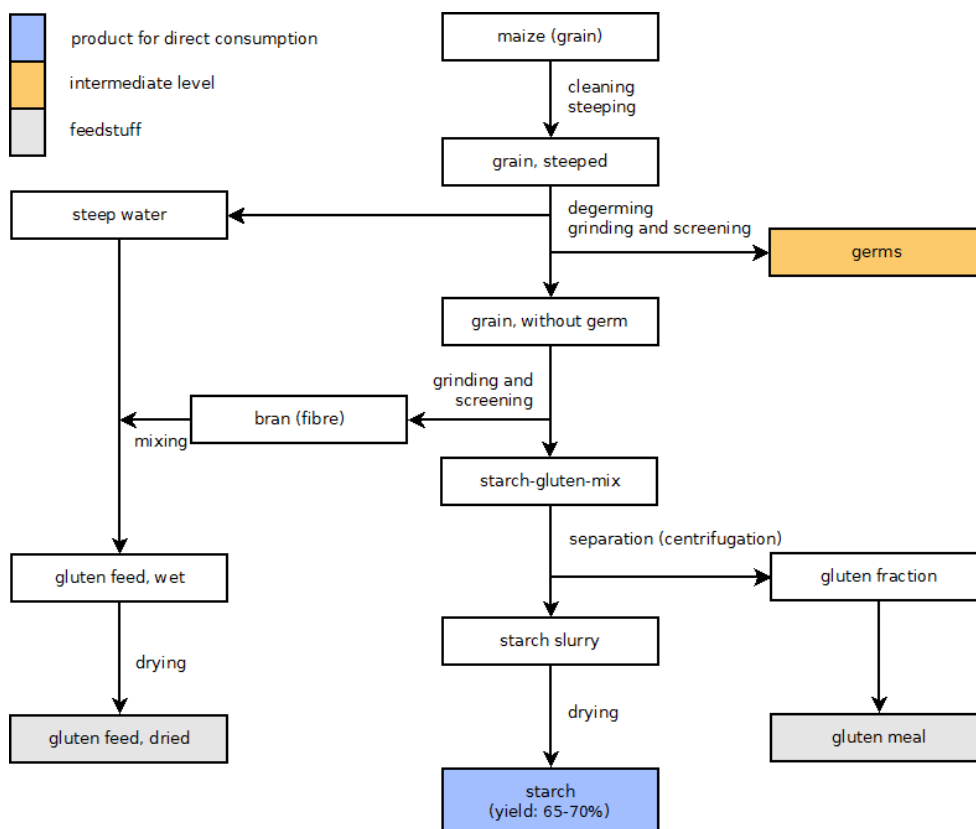 product for direct consumption
intermediate level
feedstuff
maize (grain)
cleaning
steeping
grain, steeped
steep water
degerming
grinding and screening
germs
grain, without germ
grinding and
screening
bran (fibre)
mixing
starch-gluten-mix
separation (centrifugation)
gluten feed, wet
gluten fraction
starch slurry
drying
drying
gluten feed, dried
gluten meal
starch
(yield: 65-70%)